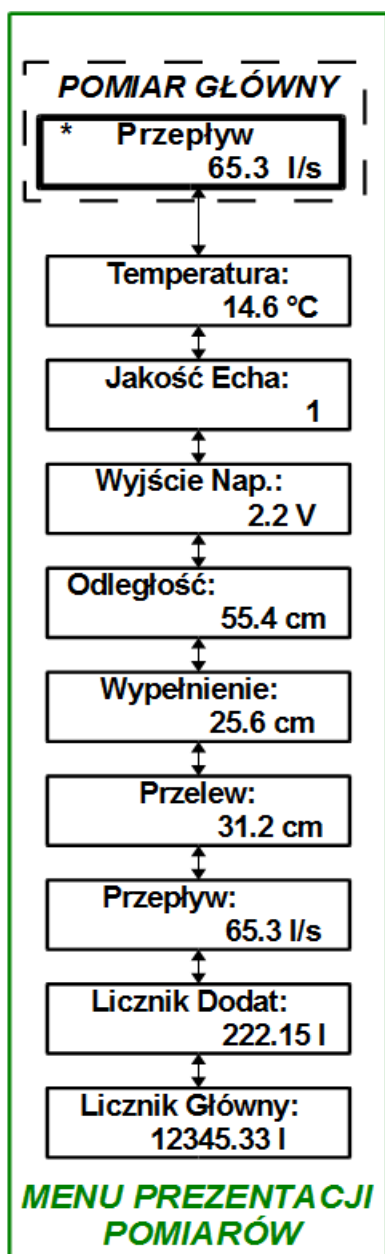 POMIAR GŁÓWNY
* Przepływ
65.3 l/s
Temperatura:
14.6 °C
Jakość Echa:
1
Wyjście Nap.:
2.2 V
Odległość:
55.4 cm
Wypełnienie:
25.6 cm
Przelew:
31.2 cm
Przepływ:
65.3 l/s
Licznik Dodat:
222.15 l
Licznik Główny:
12345.33 l
MENU PREZENTACJI
POMIARÓW